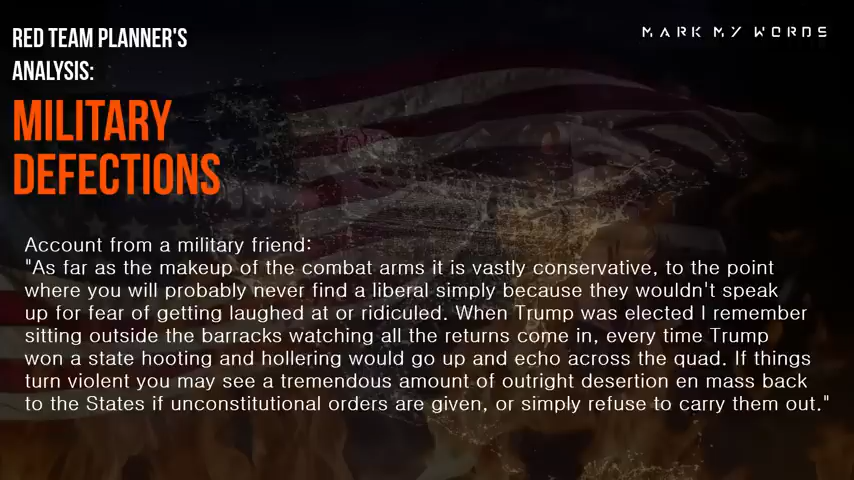 RED TEAM PLANNER'S
ANALYSIS:
MARK MY WORDS
MILITARY
DEFECTIONS
Account from a military friend:
"As far as the makeup of the combat arms it is vastly conservative, to the point
where you will probably never find a liberal simply because they wouldn't speak
up for fear of getting laughed at or ridiculed. When Trump was elected I remember
sitting outside the barracks watching all the returns come in, every time Trump
won a state hooting and hollering would go up and echo across the quad. If things
turn violent you may see a tremendous amount of outright desertion en mass back
to the States if unconstitutional orders are given, or simply refuse to carry them out."